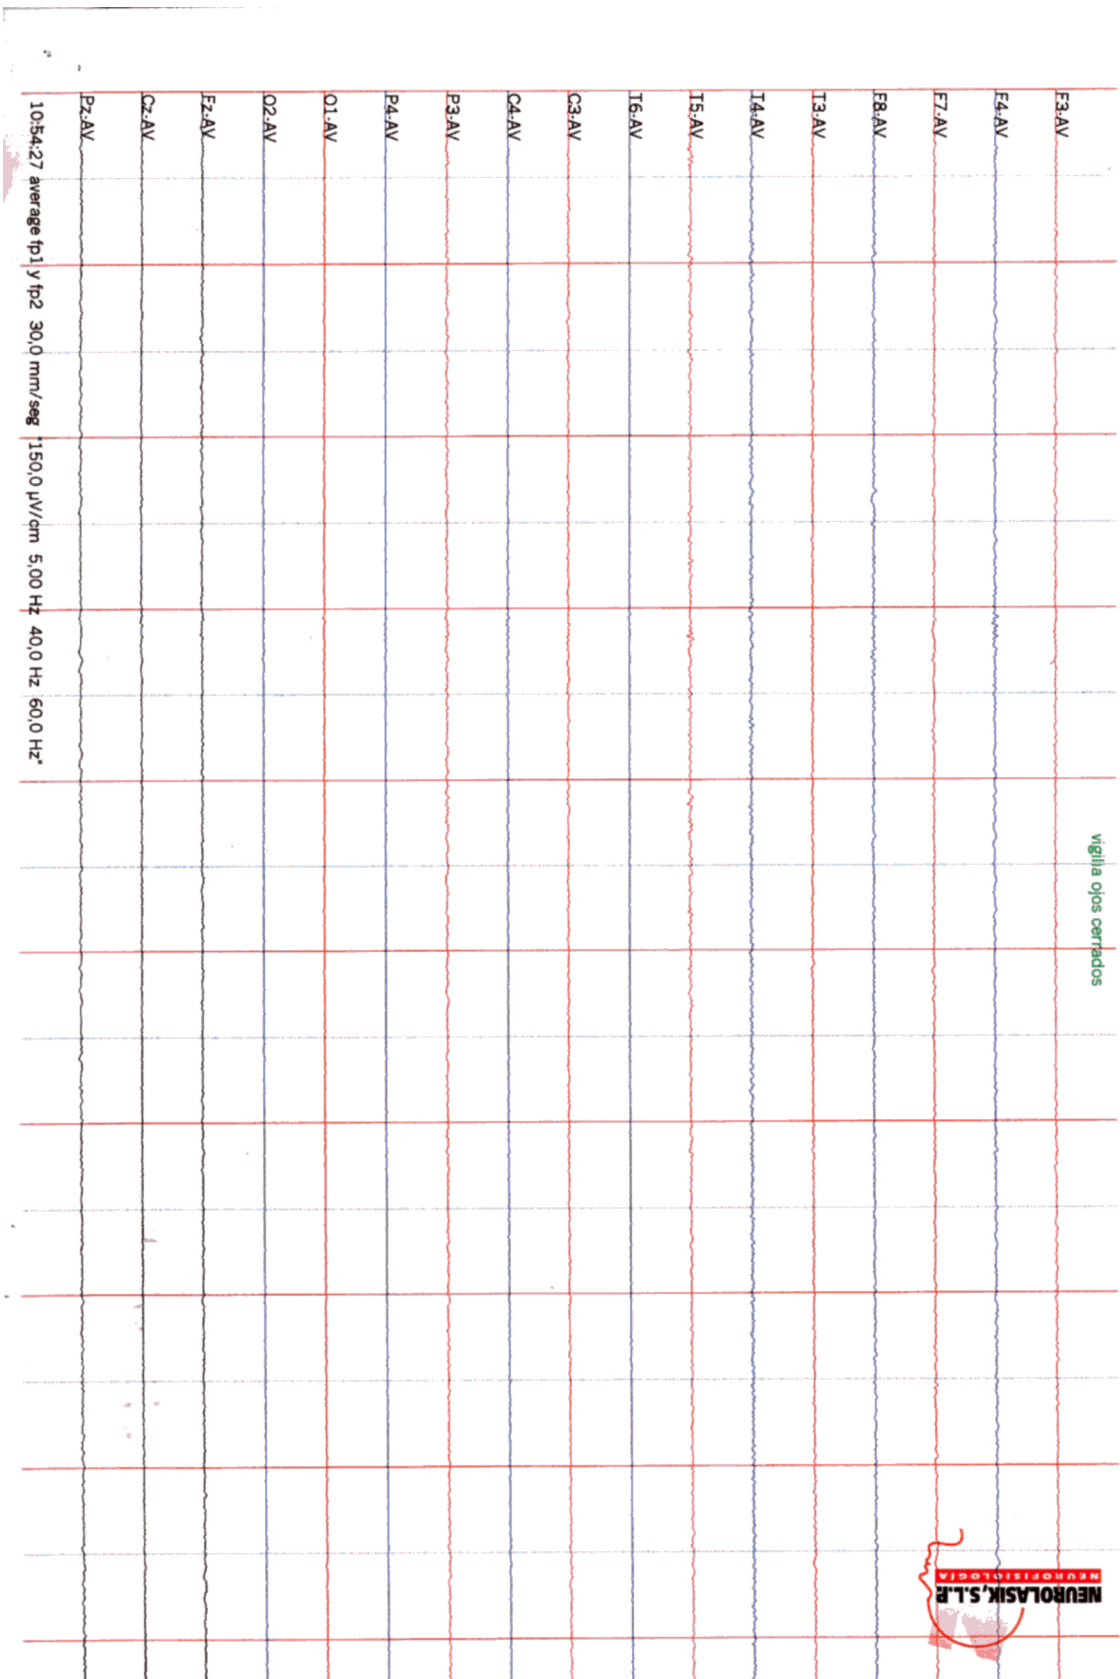 vigilia ojos cerrados
F3-AV
F4-AV
F7-AV
F8-AV
T3-AV
T4-AV
T5-AV
T6-AV
C3-AV
C4-AV
P3-AV
P4-AV
O1-AV
O2-AV
Fz-AV
Cz-AV
Pz-AV
10:54:27 average fp1 y fp2 30,0 mm/seg "150,0 µV/cm 5,00 Hz 40,0 Hz 60,0 Hz"
NEUROLASIK, S.L.P.
NEUROFISIOLOGÍA